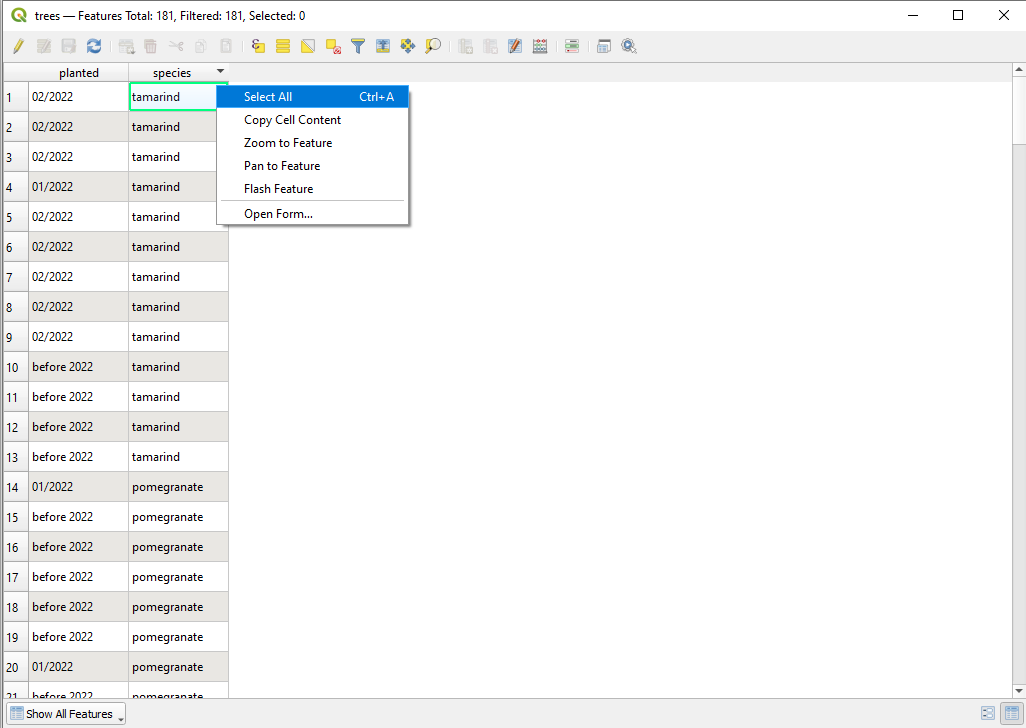 trees — Features Total: 181, Filtered: 181, Selected: 0
planted species
1 02/2022 tamarind
2 02/2022 tamarind
3 02/2022 tamarind
4 01/2022 tamarind
5 02/2022 tamarind
6 02/2022 tamarind
7 02/2022 tamarind
8 02/2022 tamarind
9 02/2022 tamarind
10 before 2022 tamarind
11 before 2022 tamarind
12 before 2022 tamarind
13 before 2022 tamarind
14 01/2022 pomegranate
15 before 2022 pomegranate
16 before 2022 pomegranate
17 before 2022 pomegranate
18 before 2022 pomegranate
19 before 2022 pomegranate
20 01/2022 pomegranate
21 before 2022 pomegranate
Select All Ctrl+A
Copy Cell Content
Zoom to Feature
Pan to Feature
Flash Feature
Open Form...
Show All Features